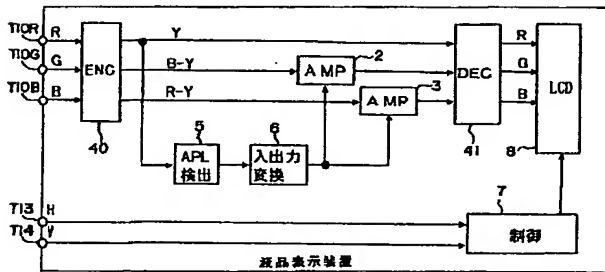 T10R R
T10G G
T10B B
ENC
40
Y
B-Y
R-Y
AMP
2
AMP
3
DEC
41
R
G
B
LCD
8
5
APL
検出
6
入出力
変換
T13 H
T14 V
7
制御
液晶表示装置